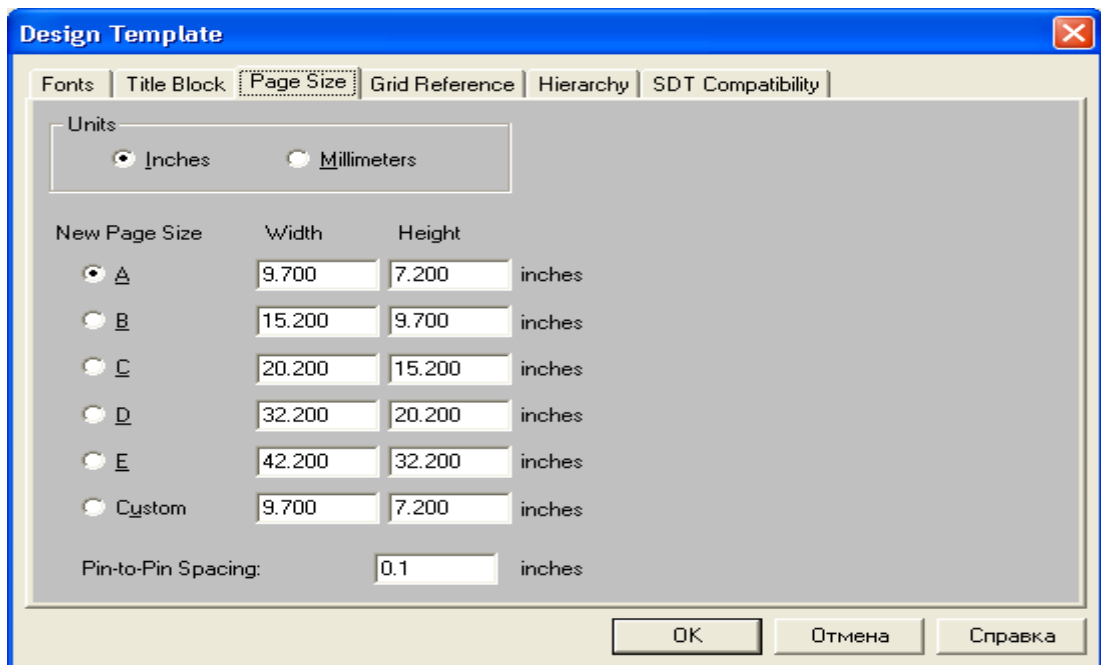 Design Template
Fonts Title Block Page Size Grid Reference Hierarchy SDT Compatibility
Units
Inches Millimeters
New Page Size Width Height
A 9.700 7.200 inches
B 15.200 9.700 inches
C 20.200 15.200 inches
D 32.200 20.200 inches
E 42.200 32.200 inches
Custom 9.700 7.200 inches
Pin-to-Pin Spacing: 0.1 inches
OK Отмена Справка